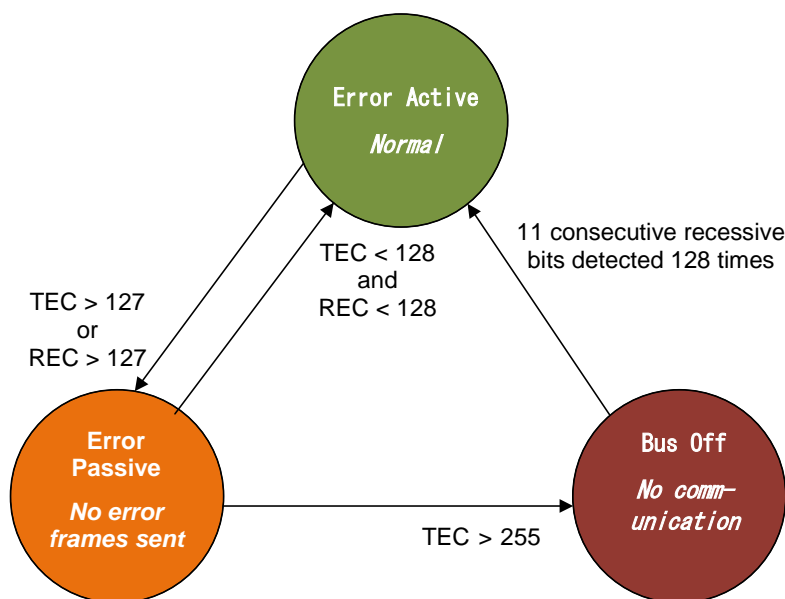 Error Active
Normal
11 consecutive recessive
bits detected 128 times
TEC < 128
and
REC < 128
TEC > 127
or
REC > 127
Error
Passive
No error
frames sent
Bus Off
No comm-
unication
TEC > 255